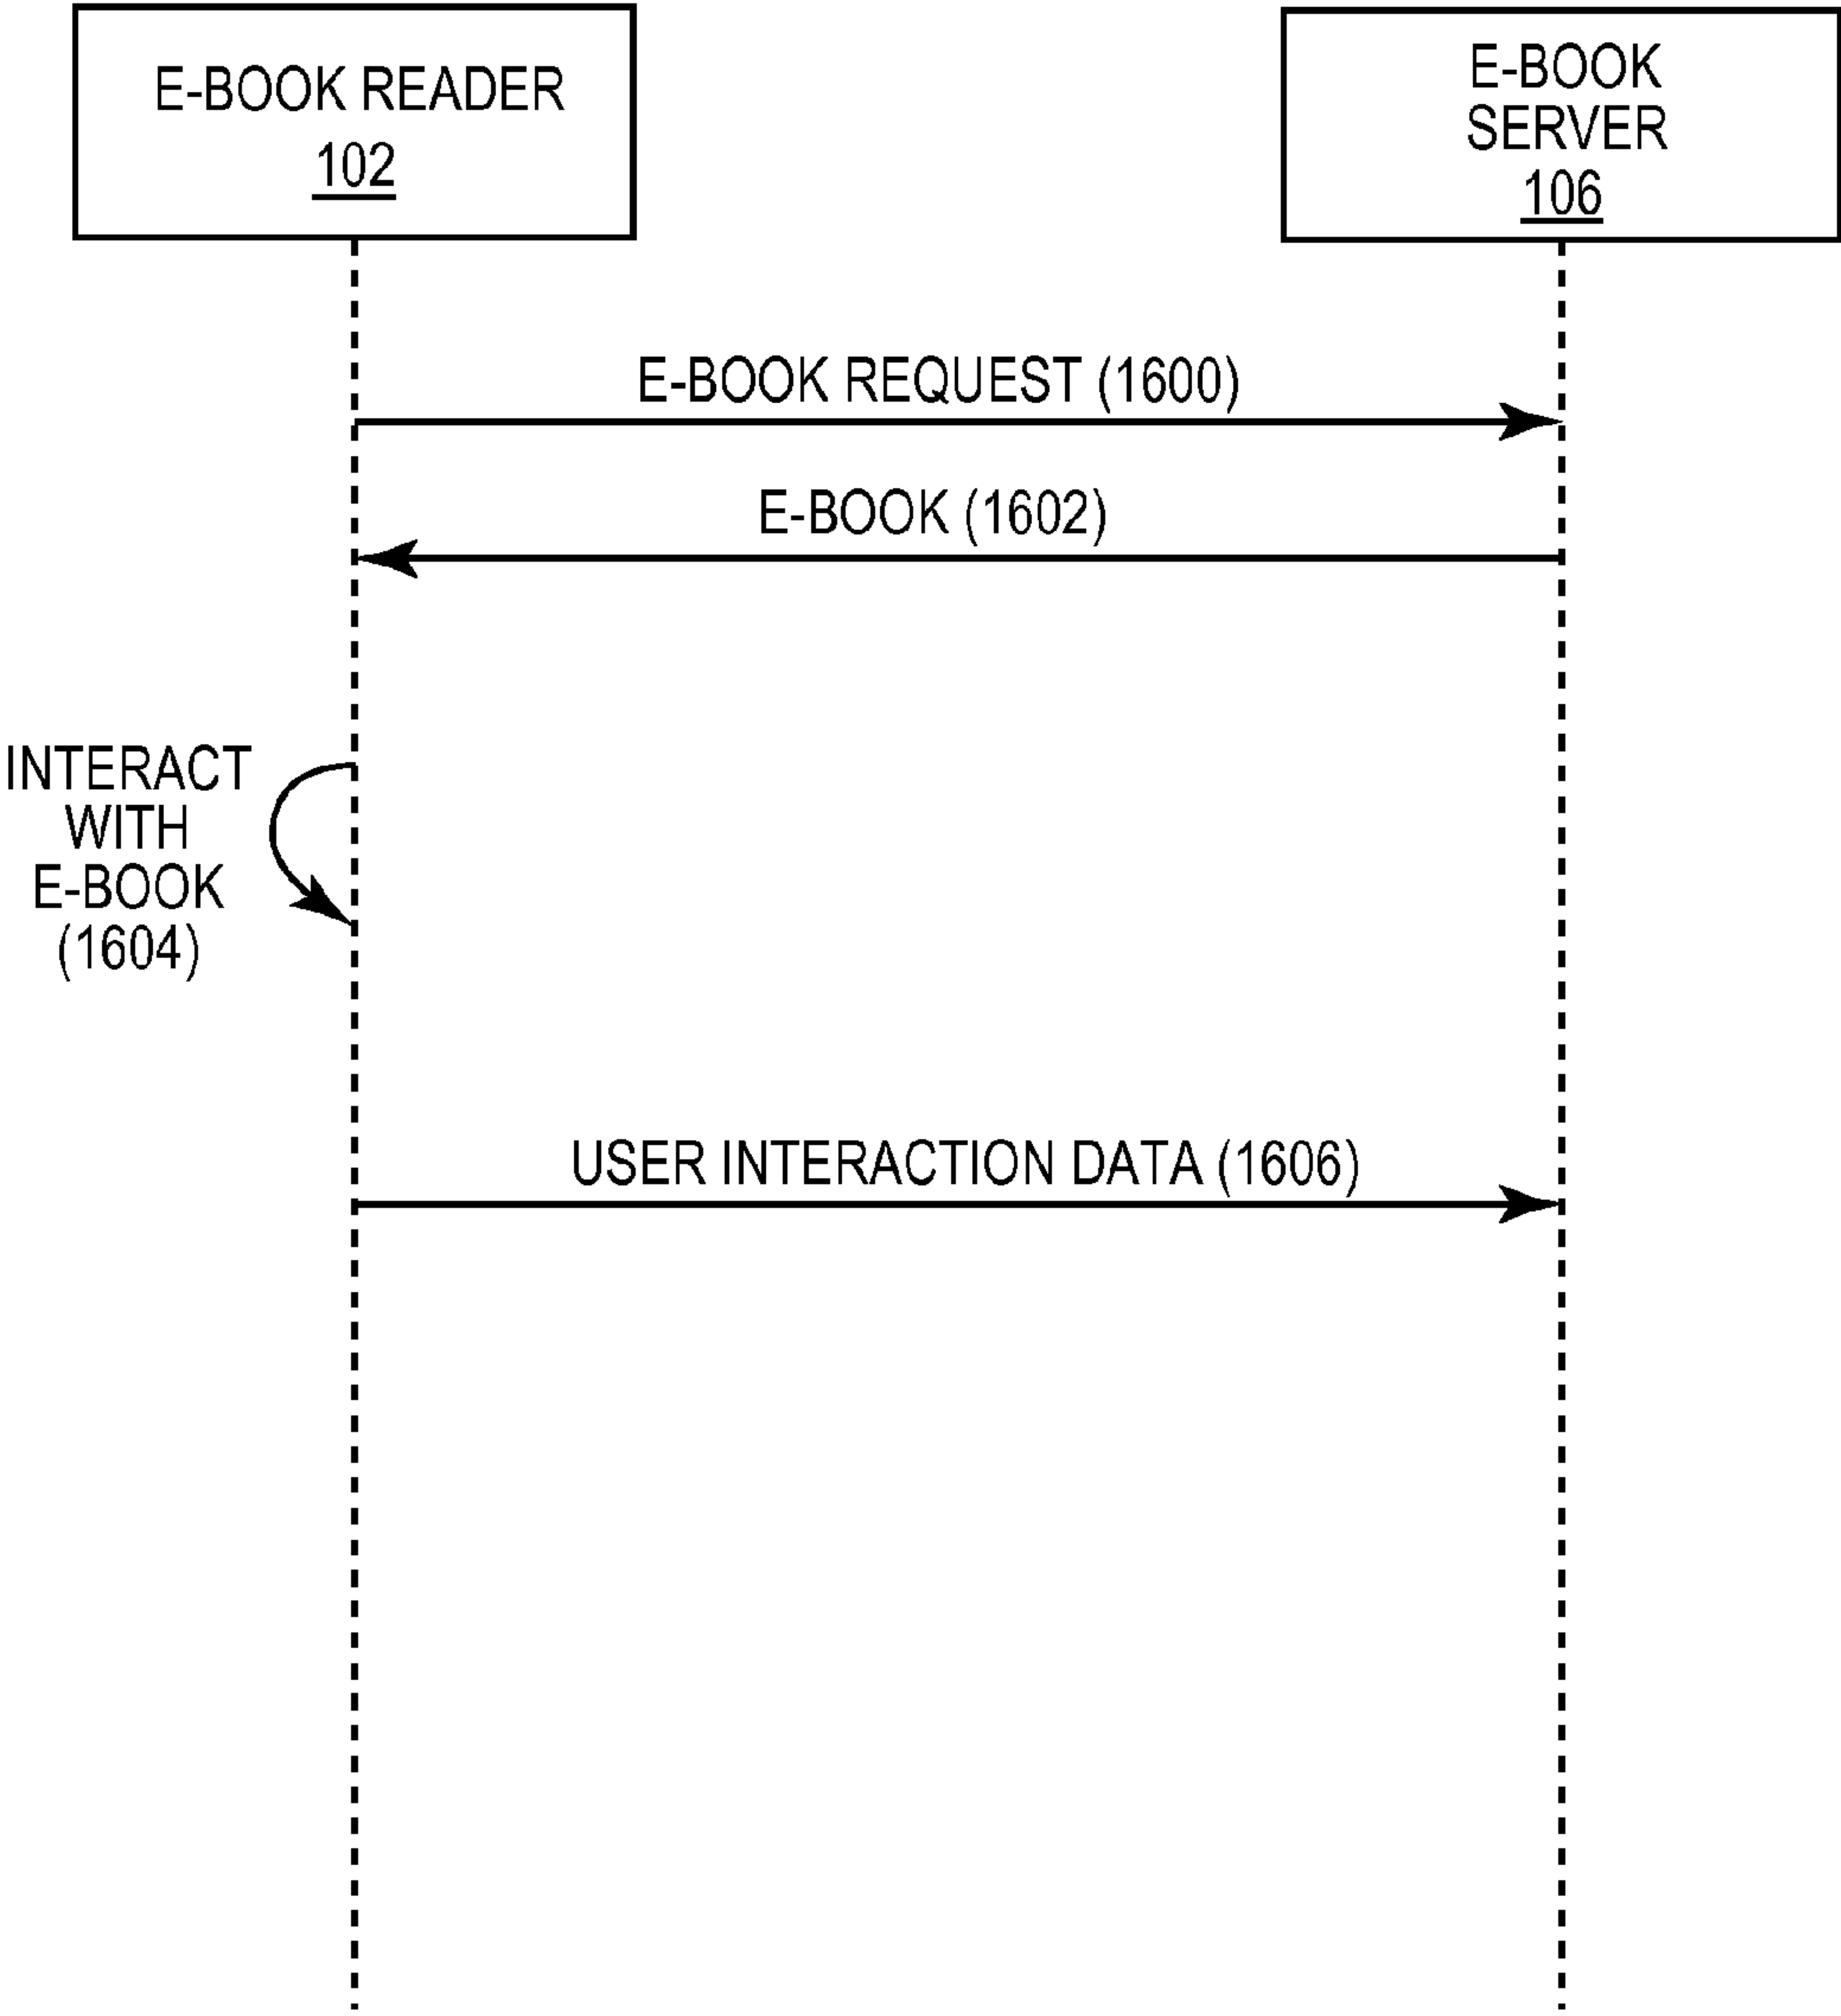 E-BOOK READER
102
E-BOOK
SERVER
106
E-BOOK REQUEST (1600)
E-BOOK (1602)
INTERACT
WITH
E-BOOK
(1604)
USER INTERACTION DATA (1606)